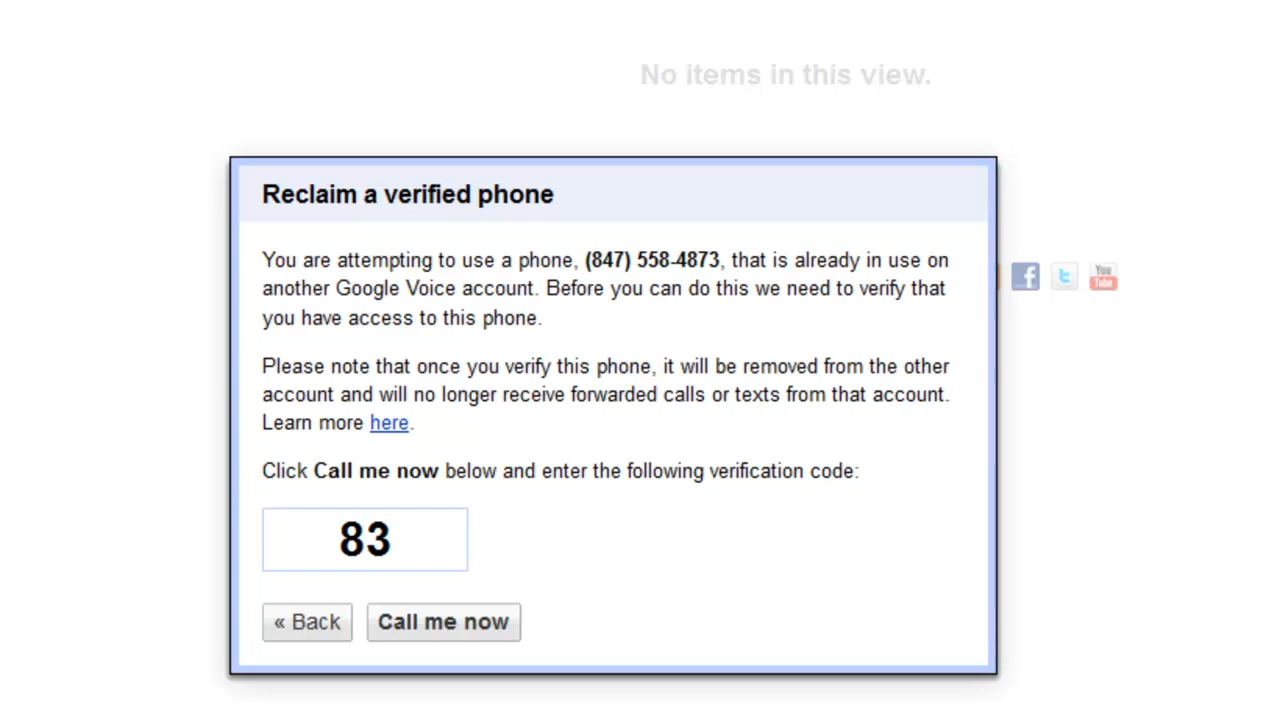 No items in this view.
Reclaim a verified phone
You are attempting to use a phone, (847) 558-4873, that is already in use on
another Google Voice account. Before you can do this we need to verify that
you have access to this phone.
Please note that once you verify this phone, it will be removed from the other
account and will no longer receive forwarded calls or texts from that account.
Learn more here.
Click Call me now below and enter the following verification code:
83
« Back Call me now
f t You Tube